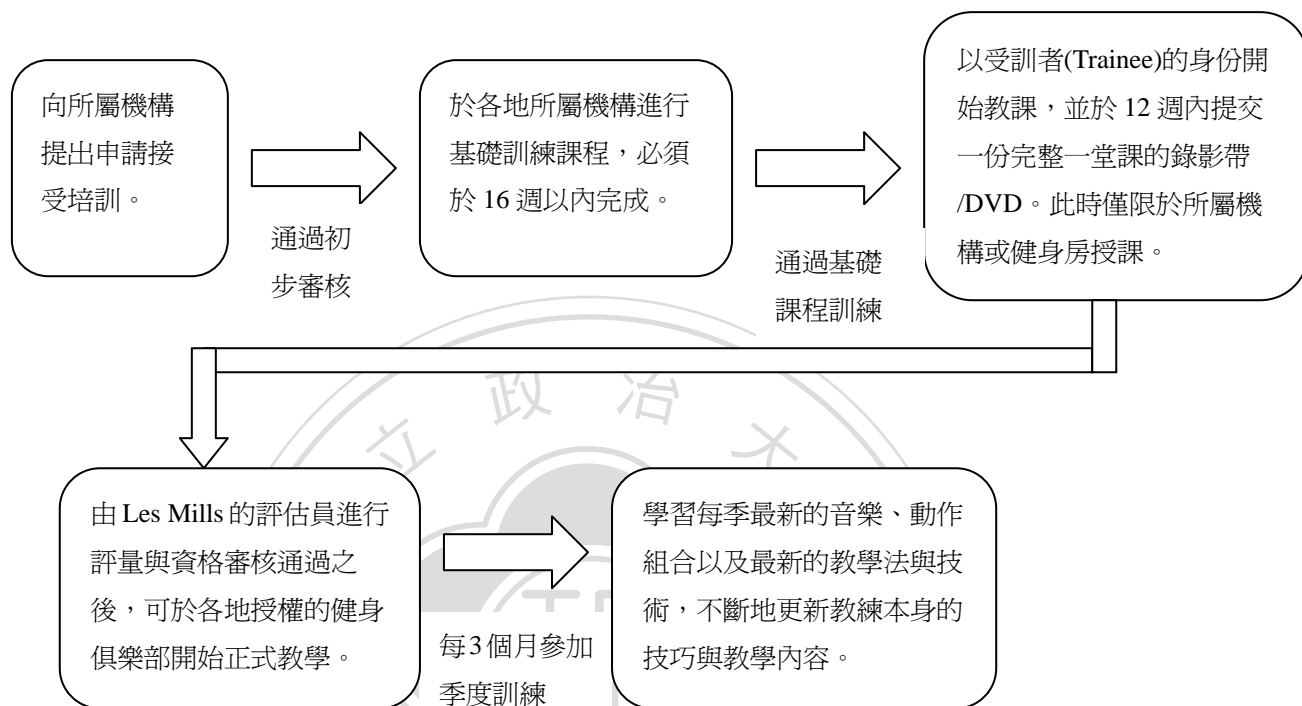 向所屬機構
提出申請接
受培訓。
通過初
步審核
於各地所屬機構進行
基礎訓練課程，必須
於 16 週以內完成。
通過基礎
課程訓練
以受訓者(Trainee)的身份開
始教課，並於 12 週內提交
一份完整一堂課的錄影帶
/DVD。此時僅限於所屬機
構或健身房授課。
立政治大
由 Les Mills 的評估員進行
評量與資格審核通過之
後，可於各地授權的健身
俱樂部開始正式教學。
每 3 個月參加
季度訓練
學習每季最新的音樂、動作
組合以及最新的教學法與技
術，不斷地更新教練本身的
技巧與教學內容。